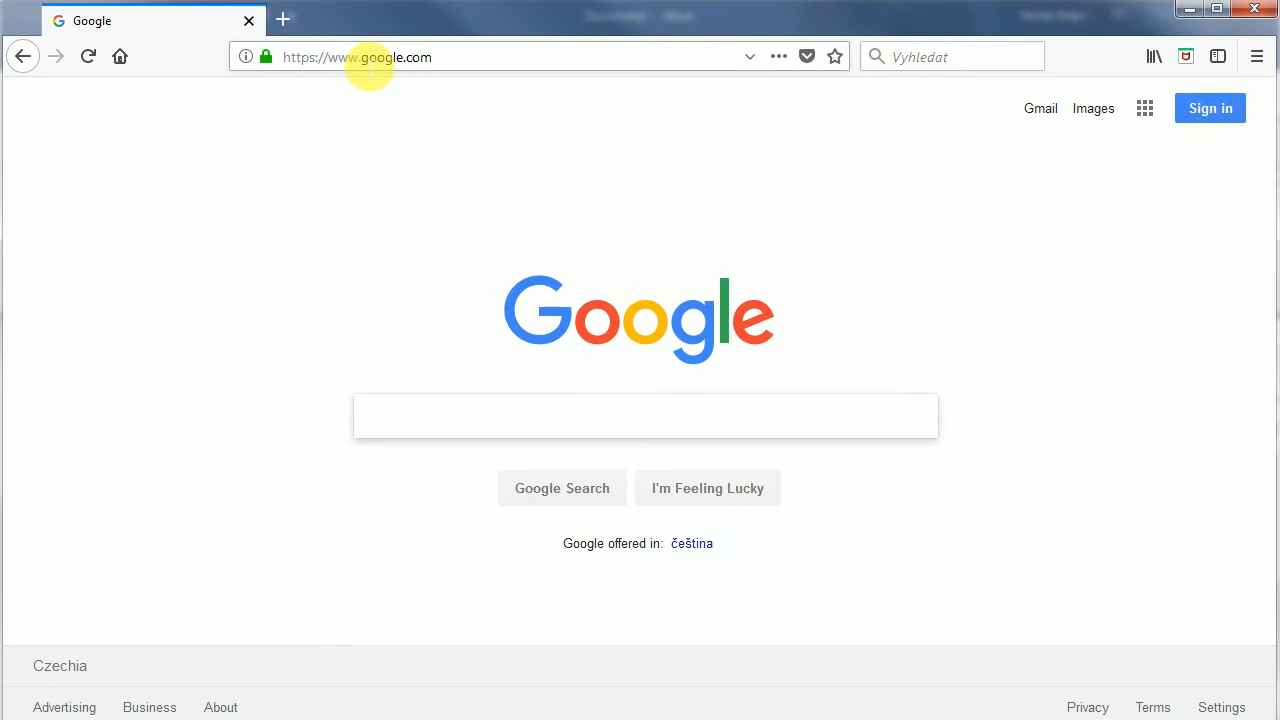 Google
https://www.google.com
Vyhledat
Gmail Images Sign in
Google
Google Search I'm Feeling Lucky
Google offered in: čeština
Czechia
Advertising Business About Privacy Terms Settings